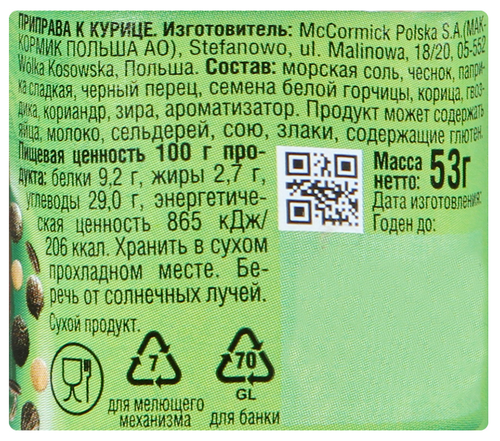 ПРИПРАВА К КУРИЦЕ. Изготовитель: McCormick Polska S.A.(МАК-
КОРМИК ПОЛЬША АО), Stefanowo, ul. Malinowa, 18/20, 05-552
Wólka Kosowska, Польша. Состав: морская соль, чеснок, папри-
ка сладкая, черный перец, семена белой горчицы, корица, гвоз-
дика, кориандр, зира, ароматизатор. Продукт может содержать
яйца, молоко, сельдерей, сою, злаки, содержащие глютен.
Пищевая ценность 100 г про-
дукта: белки 9,2 г, жиры 2,7 г,
углеводы 29,0 г, энергетиче-
ская ценность 865 кДж/
206 ккал. Хранить в сухом
прохладном месте. Бе-
речь от солнечных лучей.
Сухой продукт.
Масса
нетто: 53г
Дата изготовления:
Годен до:
7
для мелющего
механизма
70
GL
для банки